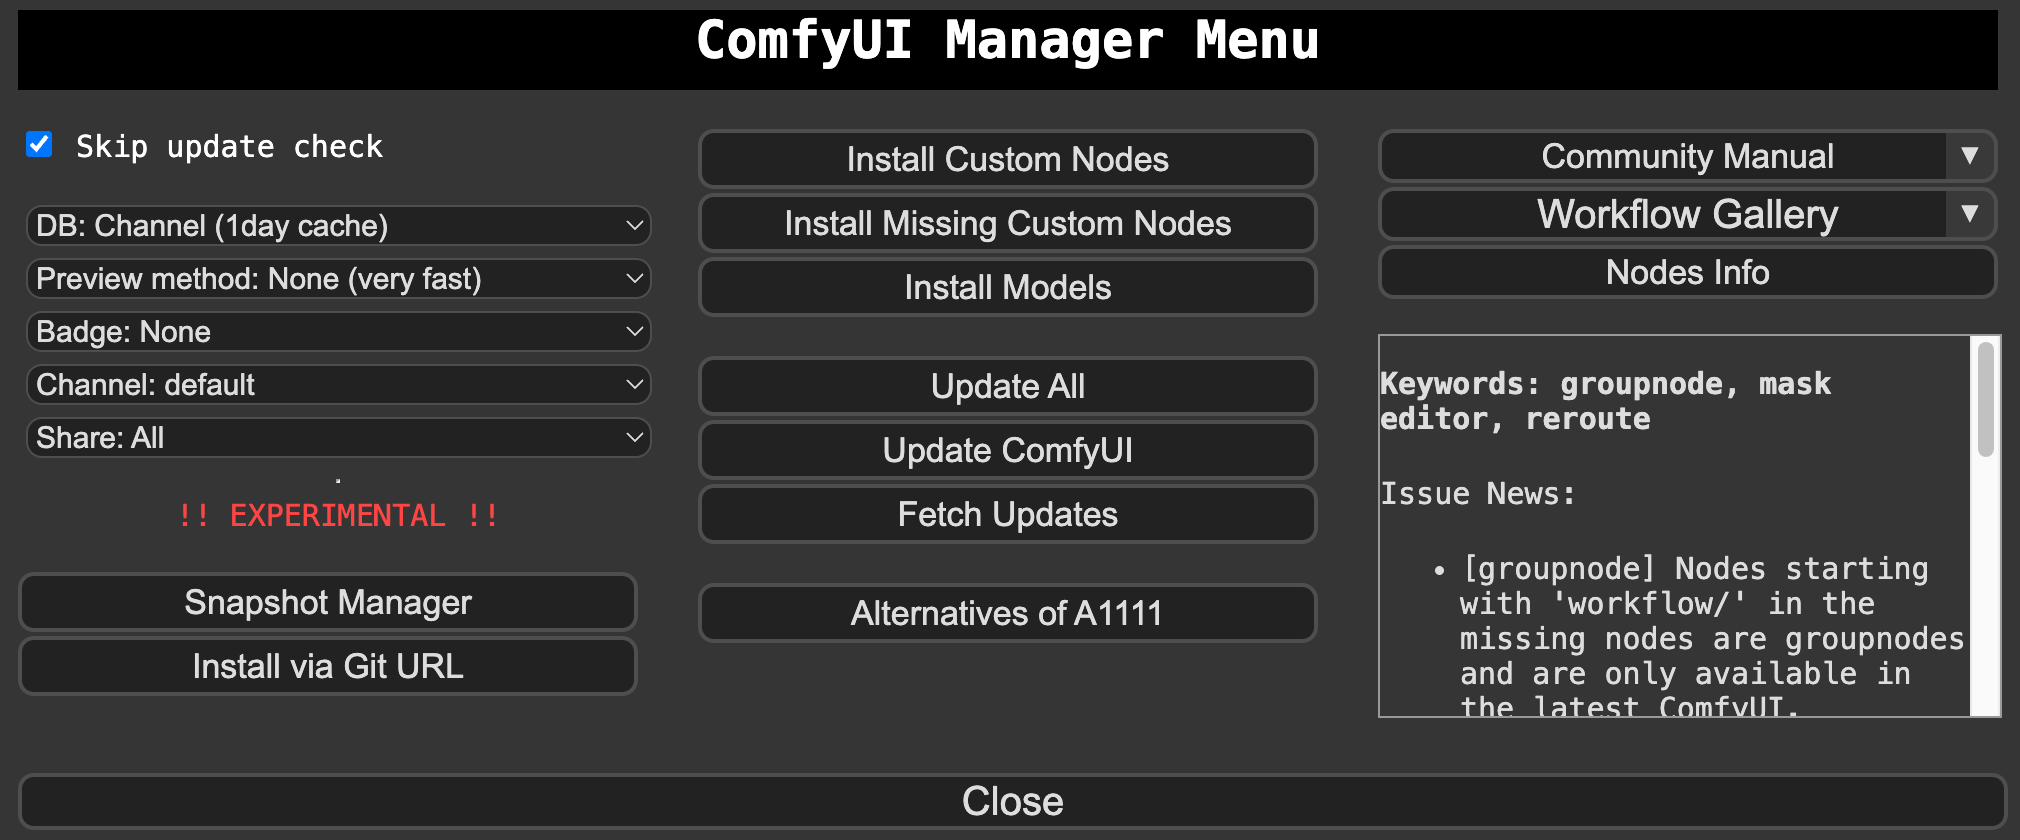 ComfyUI Manager Menu
Skip update check
DB: Channel (1day cache)
Preview method: None (very fast)
Badge: None
Channel: default
Share: All
.
!! EXPERIMENTAL !!
Snapshot Manager
Install via Git URL
Install Custom Nodes
Install Missing Custom Nodes
Install Models
Update All
Update ComfyUI
Fetch Updates
Alternatives of A1111
Community Manual ▼
Workflow Gallery ▼
Nodes Info
Keywords: groupnode, mask
editor, reroute
Issue News:
• [groupnode] Nodes starting
with 'workflow/' in the
missing nodes are groupnodes
and are only available in
the latest ComfyUI.
Close